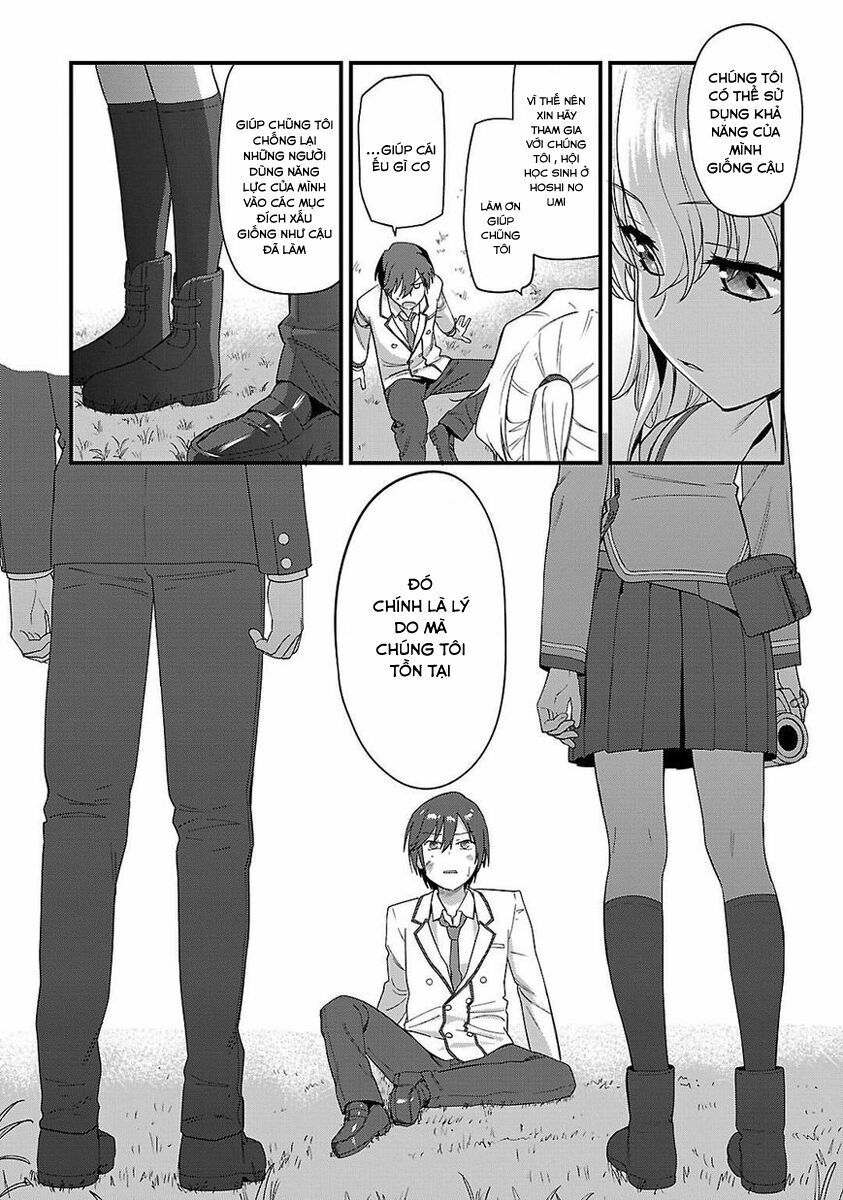 CHÚNG TÔI
CÓ THỂ SỬ
DỤNG KHẢ
NĂNG CỦA
MÌNH
GIỐNG CẬU
VÌ THẾ NÊN
XIN HÃY
THAM GIA
VỚI CHÚNG
TÔI , HỘI
HỌC SINH Ở
HOSHI NO
UMI
LÀM ƠN
GIÚP
CHŨNG
TÔI
...GIÚP CÁI
ẾU GÌ CƠ
GIÚP CHŨNG TÔI
CHỐNG LẠI
NHỮNG NGƯỜI
DÙNG NĂNG
LỰC CỦA MÌNH
VÀO CÁC MỤC
ĐÍCH XẤU
GIỐNG NHƯ CẬU
ĐÃ LÀM
ĐÓ
CHÍNH LÀ LÝ
DO MÀ
CHÚNG TÔI
TỒN TẠI